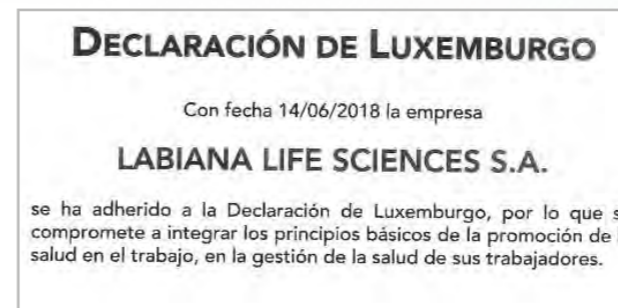 DECLARACIÓN DE LUXEMBURGO
Con fecha 14/06/2018 la empresa
LABIANA LIFE SCIENCES S.A.
se ha adherido a la Declaración de Luxemburgo, por lo que
compromete a integrar los principios básicos de la promoción de
salud en el trabajo, en la gestión de la salud de sus trabajadores.